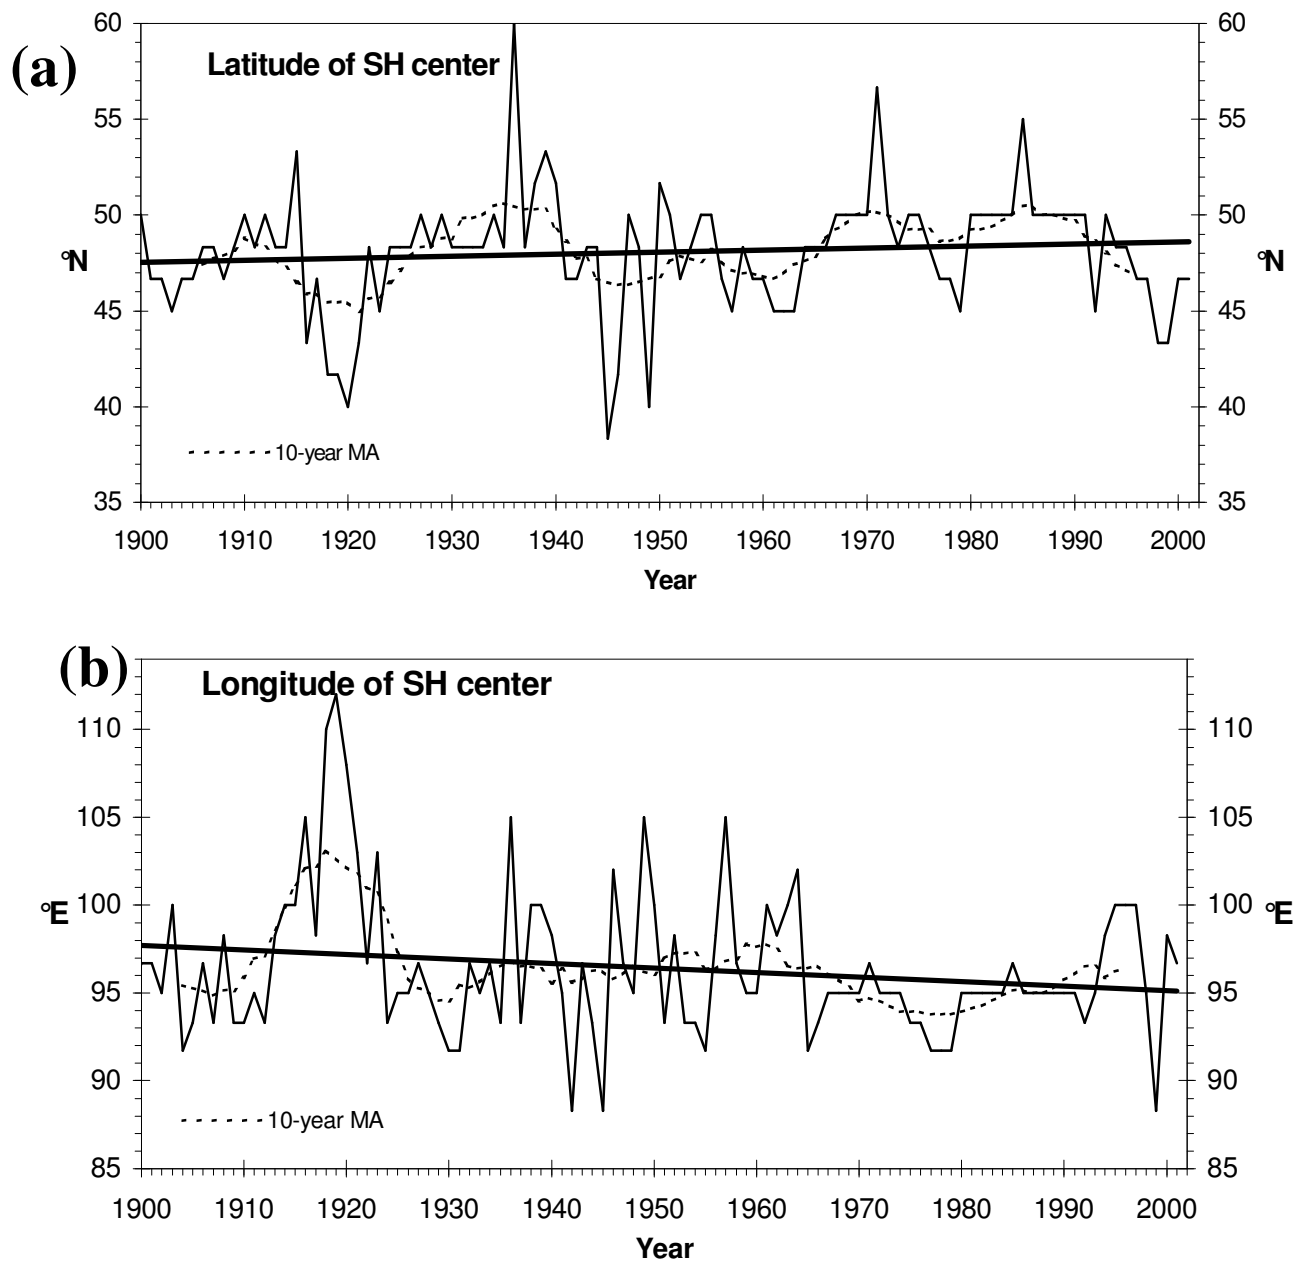 (a)
Latitude of SH center
60 60
55 55
50 50
°N °N
45 45
40 40
10-year MA
35 35
1900 1910 1920 1930 1940 1950 1960 1970 1980 1990 2000
Year
(b)
Longitude of SH center
110 110
105 105
100 100
°E °E
95 95
90 90
10-year MA
85 85
1900 1910 1920 1930 1940 1950 1960 1970 1980 1990 2000
Year